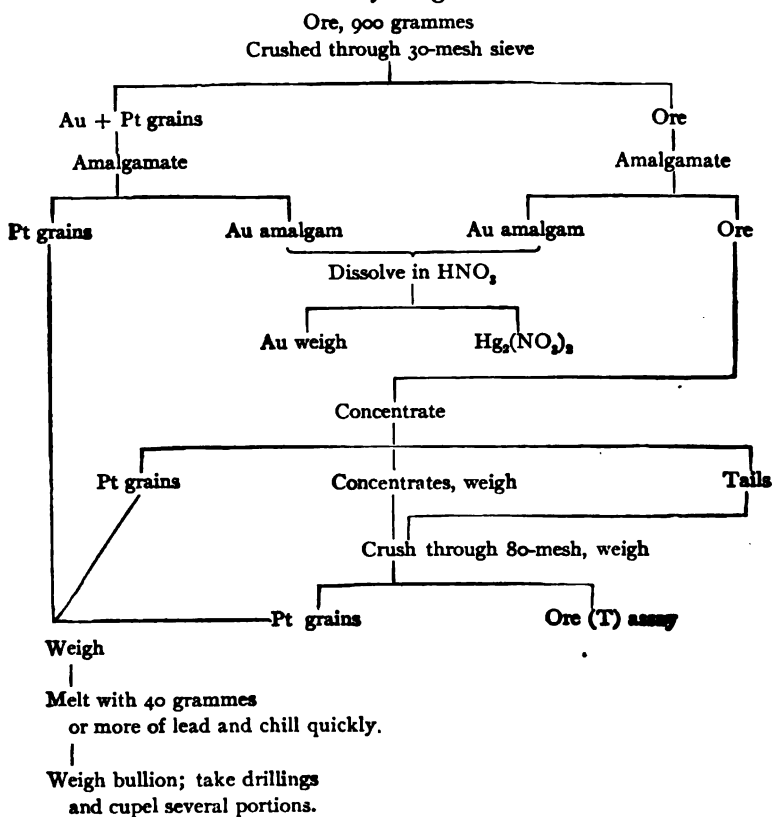 Ore, 900 grammes
Crushed through 30-mesh sieve
Au + Pt grains
Ore
Amalgamate
Amalgamate
Pt grains
Au amalgam
Au amalgam
Ore
Dissolve in HNO₃
Au weigh
Hg₂(NO₃)₂
Concentrate
Pt grains
Concentrates, weigh
Tails
Crush through 80-mesh, weigh
Pt grains
Ore (T) assay
Weigh
Melt with 40 grammes
or more of lead and chill quickly.
Weigh bullion; take drillings
and cupel several portions.